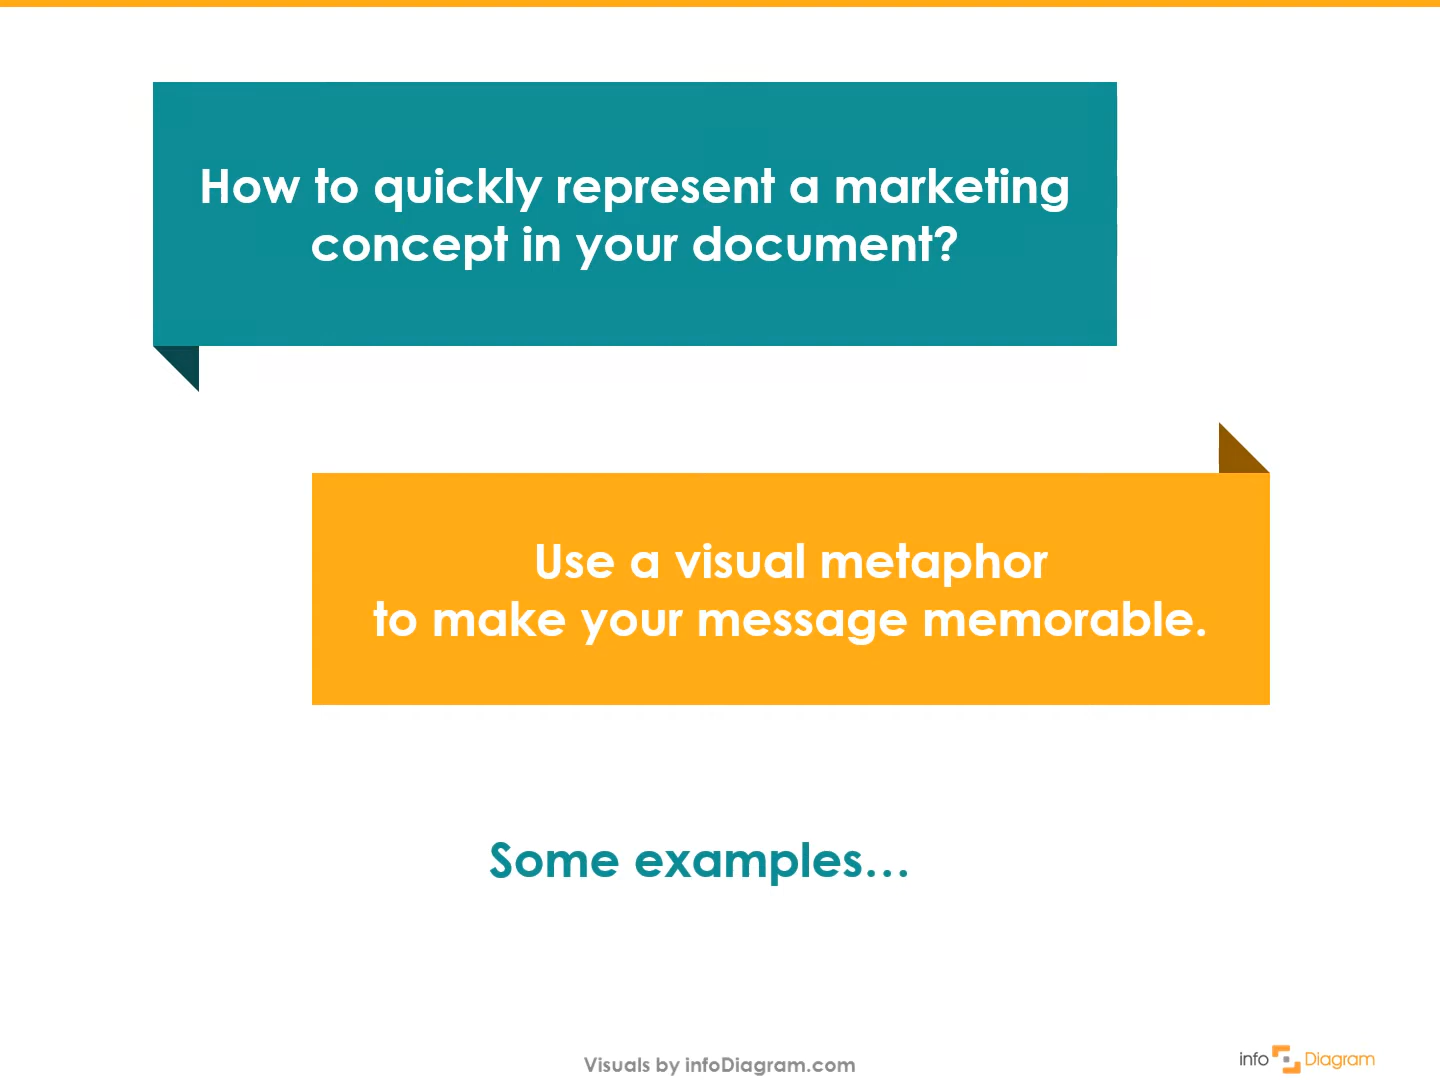 How to quickly represent a marketing
concept in your document?
Use a visual metaphor
to make your message memorable.
Some examples…
Visuals by infoDiagram.com
info Diagram